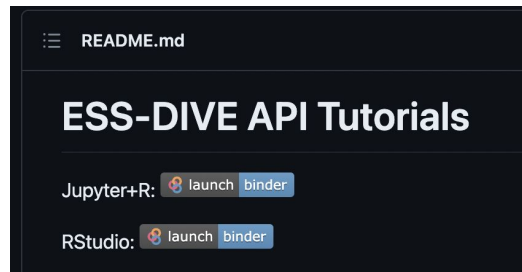 README.md
ESS-DIVE API Tutorials
Jupyter+R: launch binder
RStudio: launch binder